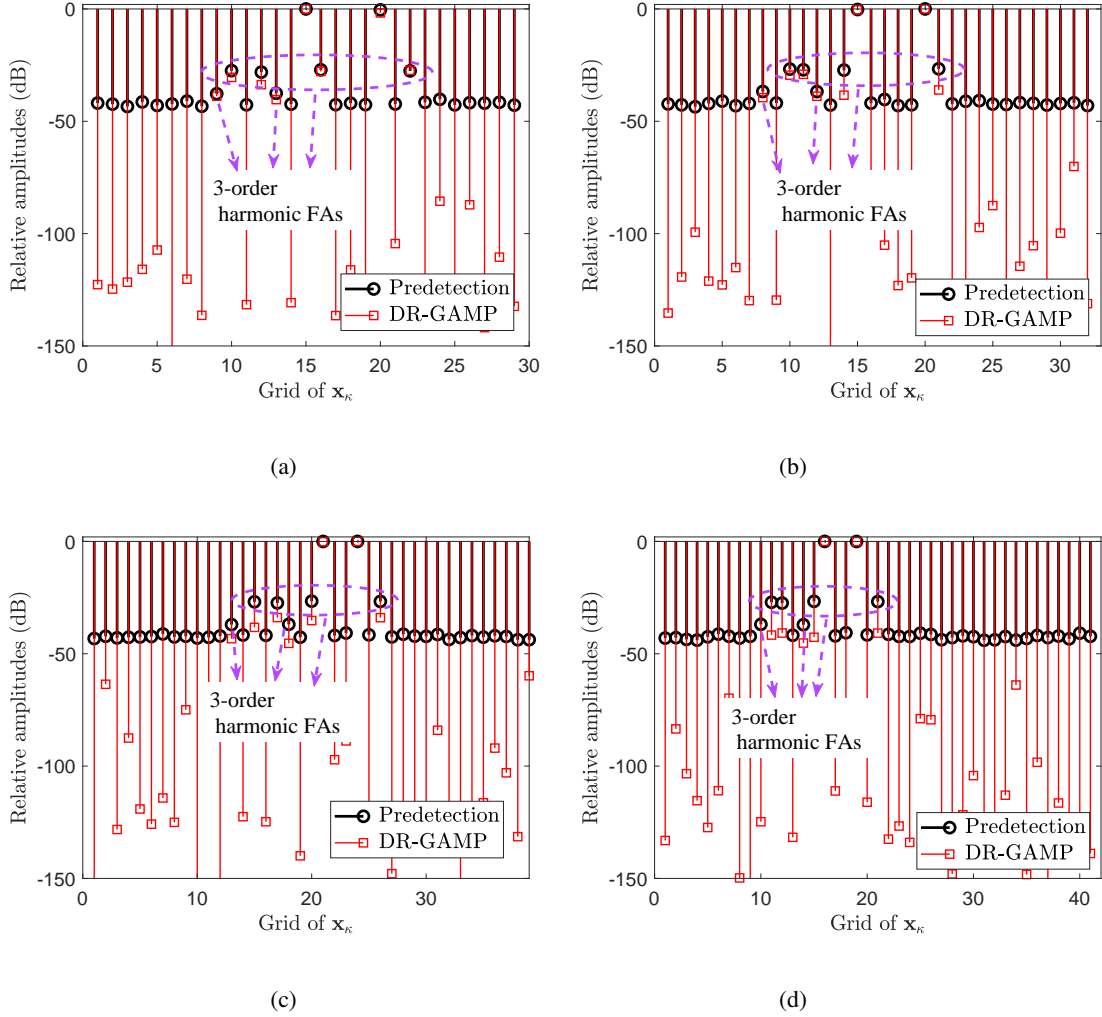 0
-50
-100
-150
Relative amplitudes (dB)
3-order
harmonic FAs
Predetection
DR-GAMP
0 5 10 15 20 25 30
Grid of x_κ
(a)
0
-50
-100
-150
Relative amplitudes (dB)
3-order
harmonic FAs
Predetection
DR-GAMP
0 5 10 15 20 25 30
Grid of x_κ
(b)
0
-50
-100
-150
Relative amplitudes (dB)
3-order
harmonic FAs
Predetection
DR-GAMP
0 10 20 30
Grid of x_κ
(c)
0
-50
-100
-150
Relative amplitudes (dB)
3-order
harmonic FAs
Predetection
DR-GAMP
0 10 20 30 40
Grid of x_κ
(d)